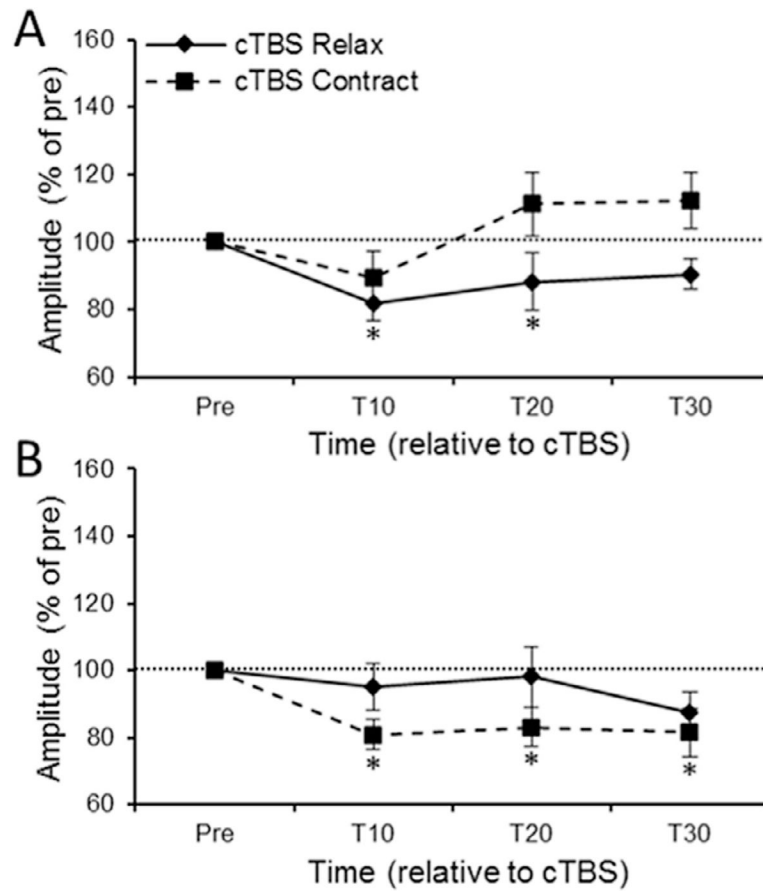 A
cTBS Relax
cTBS Contract
Amplitude (% of pre)
160
140
120
100
80
60
*
*
Pre
T10
T20
T30
Time (relative to cTBS)
B
Amplitude (% of pre)
160
140
120
100
80
60
*
*
*
Pre
T10
T20
T30
Time (relative to cTBS)